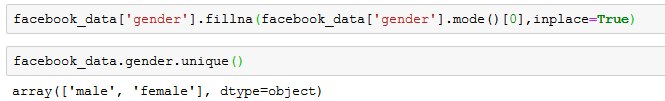 facebook_data['gender'].fillna(facebook_data['gender'].mode()[0],inplace=True)
facebook_data.gender.unique()
array(['male', 'female'], dtype=object)